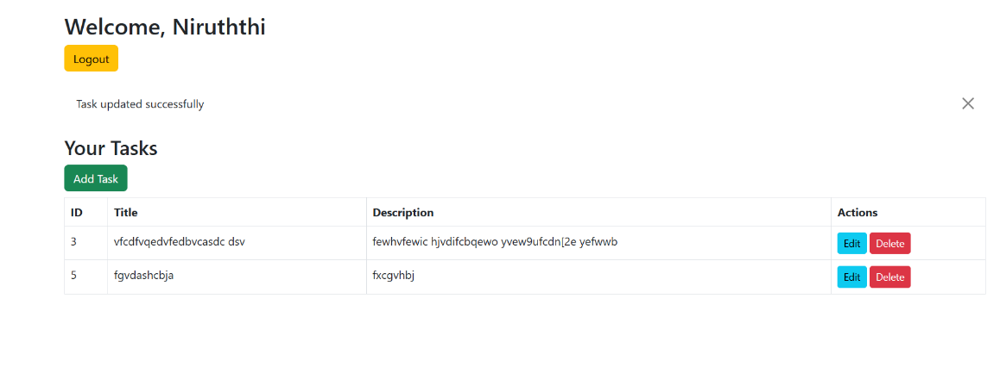 Welcome, Niruththi
Logout
Task updated successfully
Your Tasks
Add Task
ID Title Description Actions
3 vfcdfvqedvfedbvcasdc dsv fewhvfewic hjvdifcbqewo yvew9ufcdn[2e yefwwb Edit Delete
5 fgvdashcbja fxcgvhbj Edit Delete